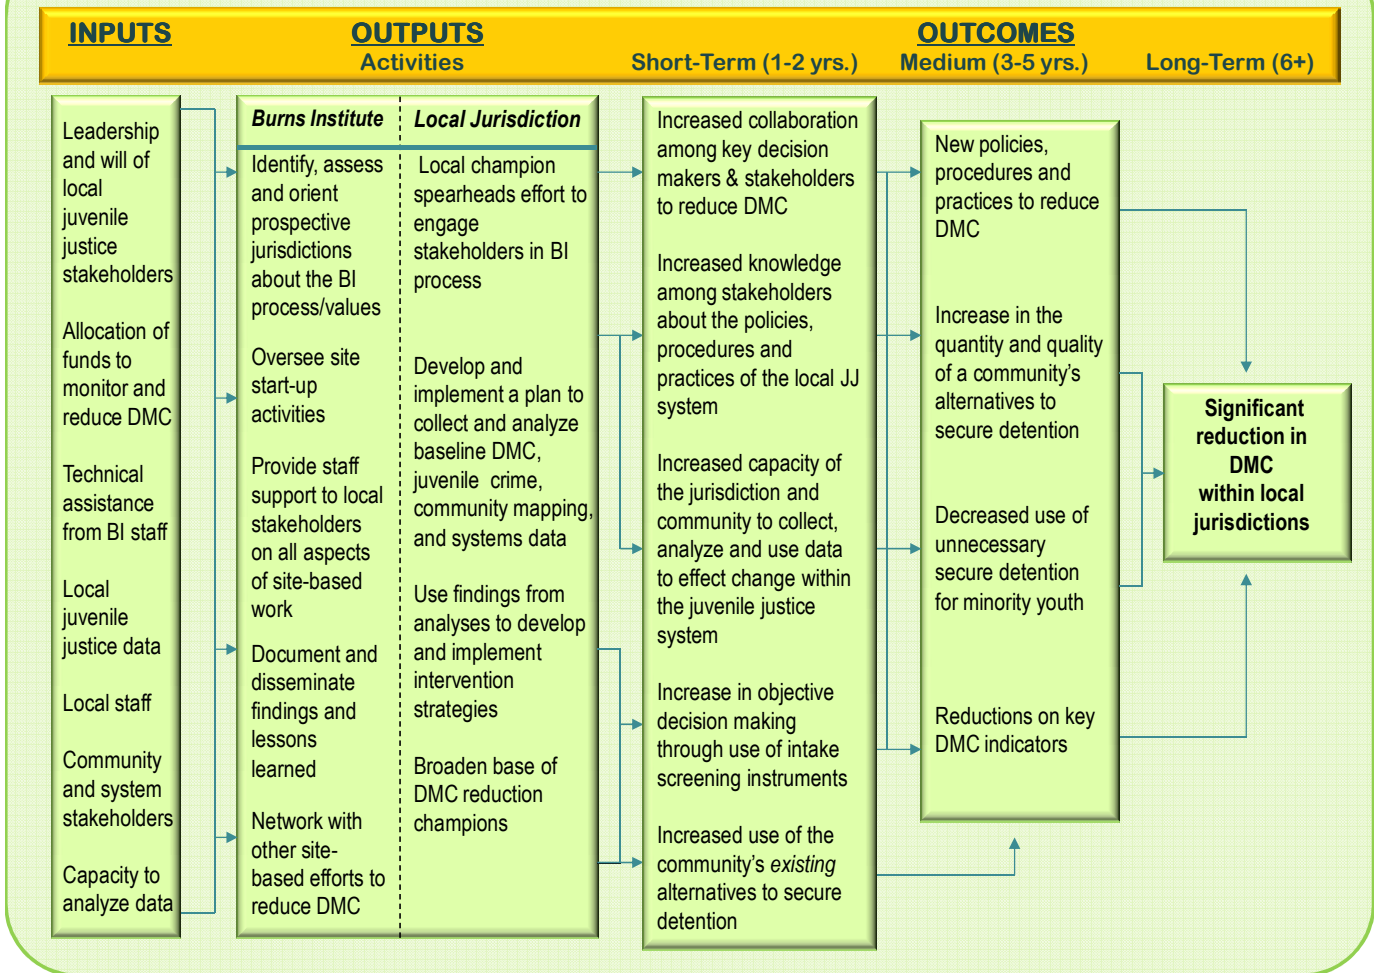 INPUTS
OUTPUTS
Activities
OUTCOMES
Short-Term (1-2 yrs.)
Medium (3-5 yrs.)
Long-Term (6+)
Leadership
and will of
local
juvenile
justice
stakeholders
Allocation of
funds to
monitor and
reduce DMC
Technical
assistance
from BI staff
Local
juvenile
justice data
Local staff
Community
and system
stakeholders
Capacity to
analyze data
Burns Institute
Identify, assess
and orient
prospective
jurisdictions
about the BI
process/values
Oversee site
start-up
activities
Provide staff
support to local
stakeholders
on all aspects
of site-based
work
Document and
disseminate
findings and
lessons
learned
Network with
other site-
based efforts to
reduce DMC
Local Jurisdiction
Local champion
spearheads effort to
engage
stakeholders in BI
process
Develop and
implement a plan to
collect and analyze
baseline DMC,
juvenile crime,
community mapping,
and systems data
Use findings from
analyses to develop
and implement
intervention
strategies
Broaden base of
DMC reduction
champions
Increased collaboration
among key decision
makers & stakeholders
to reduce DMC
Increased knowledge
among stakeholders
about the policies,
procedures and
practices of the local JJ
system
Increased capacity of
the jurisdiction and
community to collect,
analyze and use data
to effect change within
the juvenile justice
system
Increase in objective
decision making
through use of intake
screening instruments
Increased use of the
community's existing
alternatives to secure
detention
New policies,
procedures and
practices to reduce
DMC
Increase in the
quantity and quality
of a community's
alternatives to
secure detention
Decreased use of
unnecessary
secure detention
for minority youth
Reductions on key
DMC indicators
Significant
reduction in
DMC
within local
jurisdictions